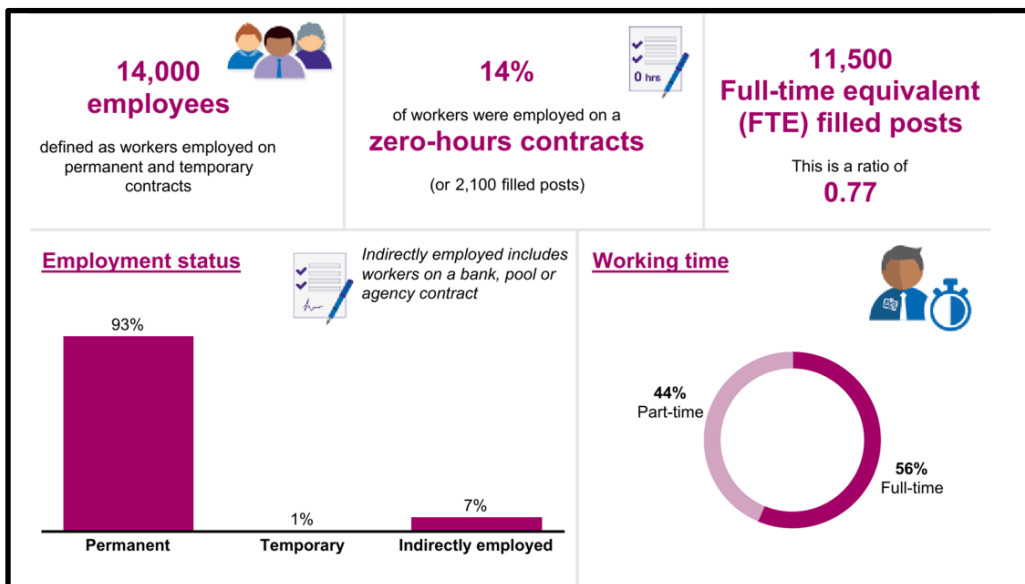 14,000
employees
defined as workers employed on
permanent and temporary
contracts
0 hrs
14%
of workers were employed on a
zero-hours contracts
(or 2,100 filled posts)
11,500
Full-time equivalent
(FTE) filled posts
This is a ratio of
0.77
Employment status
Indirectly employed includes
workers on a bank, pool or
agency contract
93%
1%
7%
Permanent
Temporary
Indirectly employed
Working time
44%
Part-time
56%
Full-time